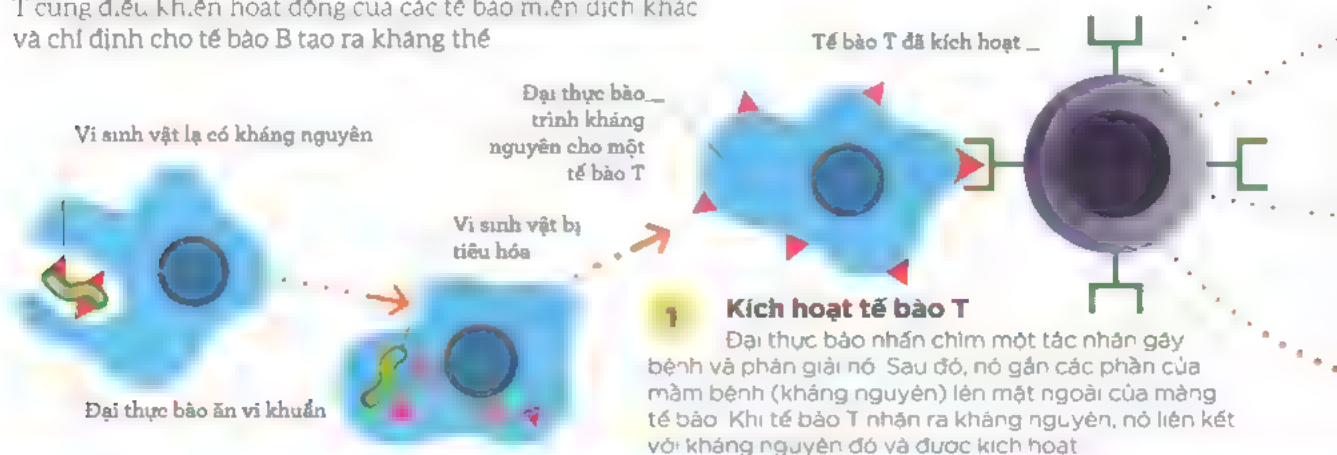 T cũng điều khiển hoạt động của các tế bào miễn dịch khác
và chỉ định cho tế bào B tạo ra kháng thể
Tế bào T đã kích hoạt
Đại thực bào
trình kháng
nguyên cho một
tế bào T
Vi sinh vật lạ có kháng nguyên
Vi sinh vật bị
tiêu hóa
Đại thực bào ăn vi khuẩn
1 Kích hoạt tế bào T
Đại thực bào nhấn chìm một tác nhân gây
bệnh và phân giải nó. Sau đó, nó gắn các phần của
mầm bệnh (kháng nguyên) lên mặt ngoài của màng
tế bào. Khi tế bào T nhận ra kháng nguyên, nó liên kết
với kháng nguyên đó và được kích hoạt